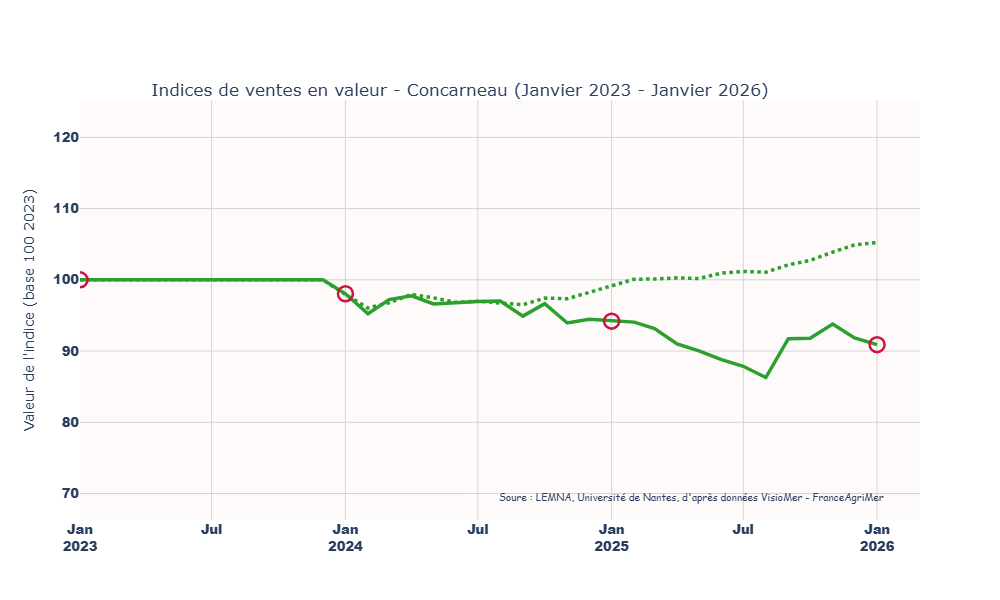 Indices de ventes en valeur - Concarneau (Janvier 2023 - Janvier 2026)
Valeur de l'indice (base 100 2023)
120
110
100
90
80
70
Soure : LEMNA, Université de Nantes, d'après données VisioMer - FranceAgriMer
Jan Jul Jan Jul Jan Jul Jan
2023 2024 2025 2026